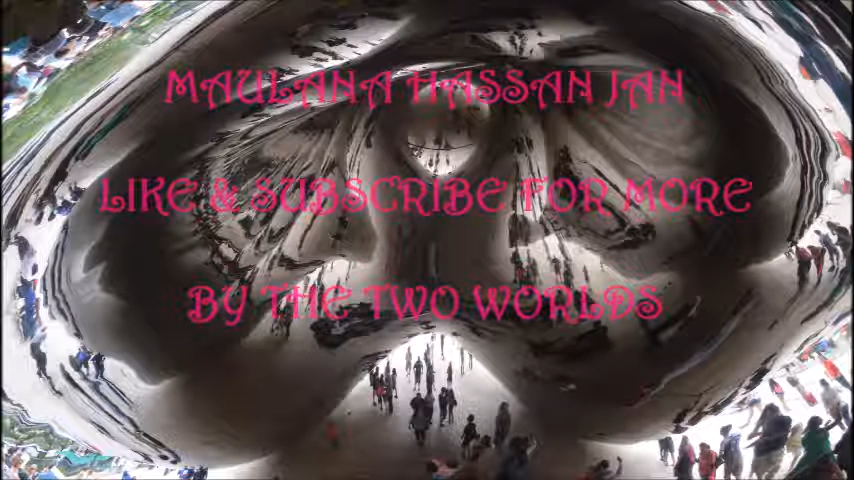 MAULANA HASSAN JAN
LIKE & SUBSCRIBE FOR MORE
BY THE TWO WORLDS